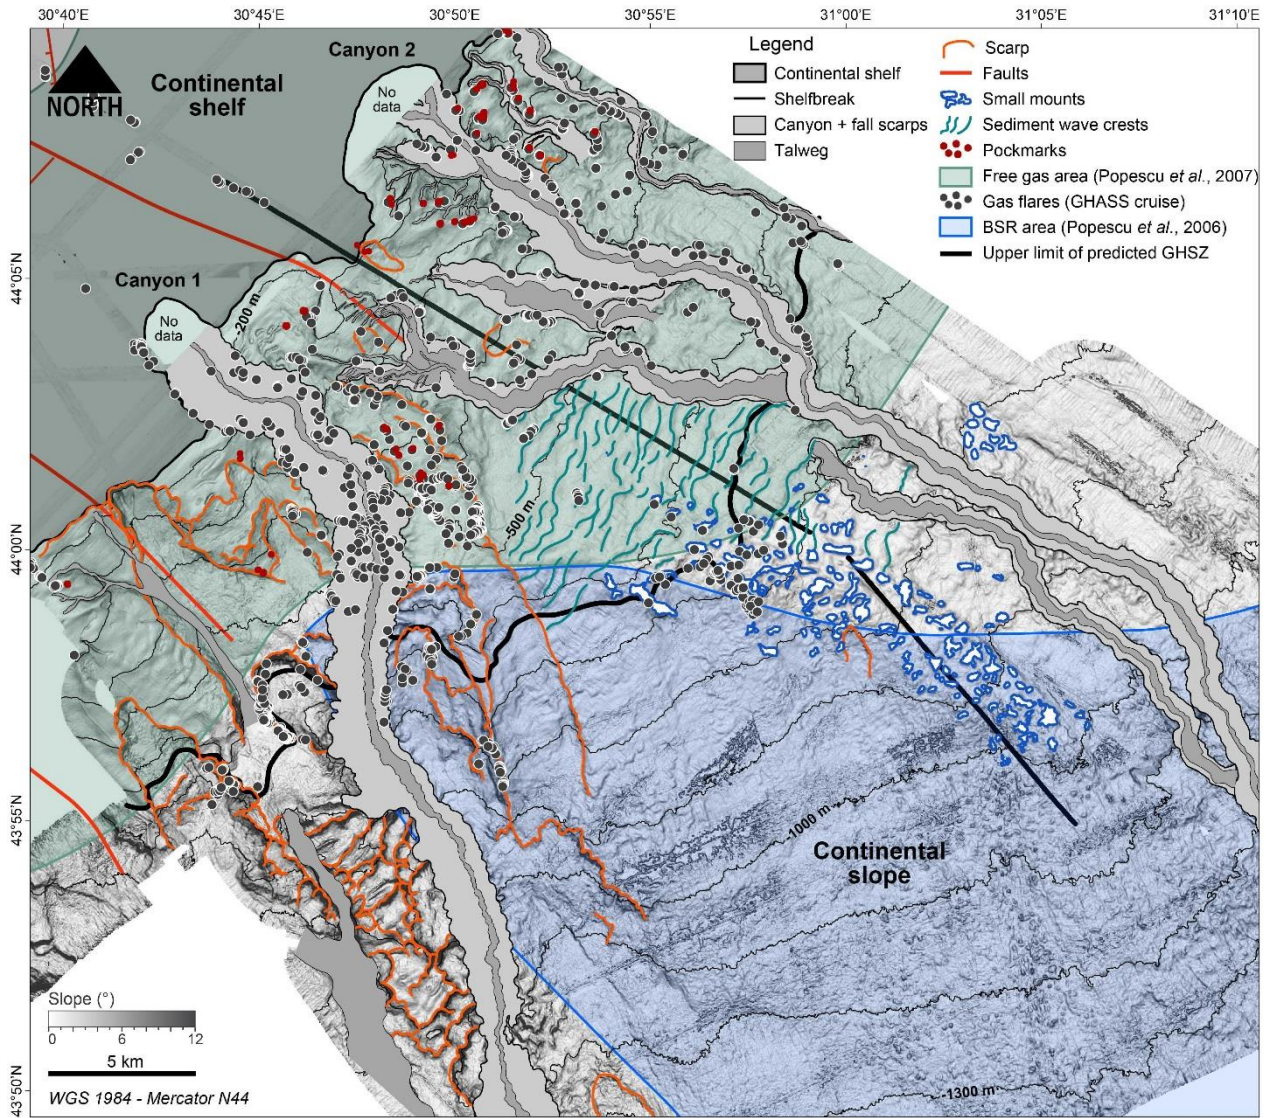 30°40'E 30°45'E 30°50'E 30°55'E 31°00'E 31°05'E 31°10'E
Canyon 2
Continental
shelf
NORTH
No
data
Legend
Continental shelf
Shelfbreak
Canyon + fall scarps
Talweg
Scarp
Faults
Small mounts
Sediment wave crests
Pockmarks
Free gas area (Popescu et al., 2007)
Gas flares (GHASS cruise)
BSR area (Popescu et al., 2006)
Upper limit of predicted GHSZ
44°05'N
Canyon 1
No
data
-200 m
-500 m
44°00'N
43°55'N
-1000 m
Continental
slope
Slope (°)
0 6 12
5 km
WGS 1984 - Mercator N44
43°50'N
-1300 m